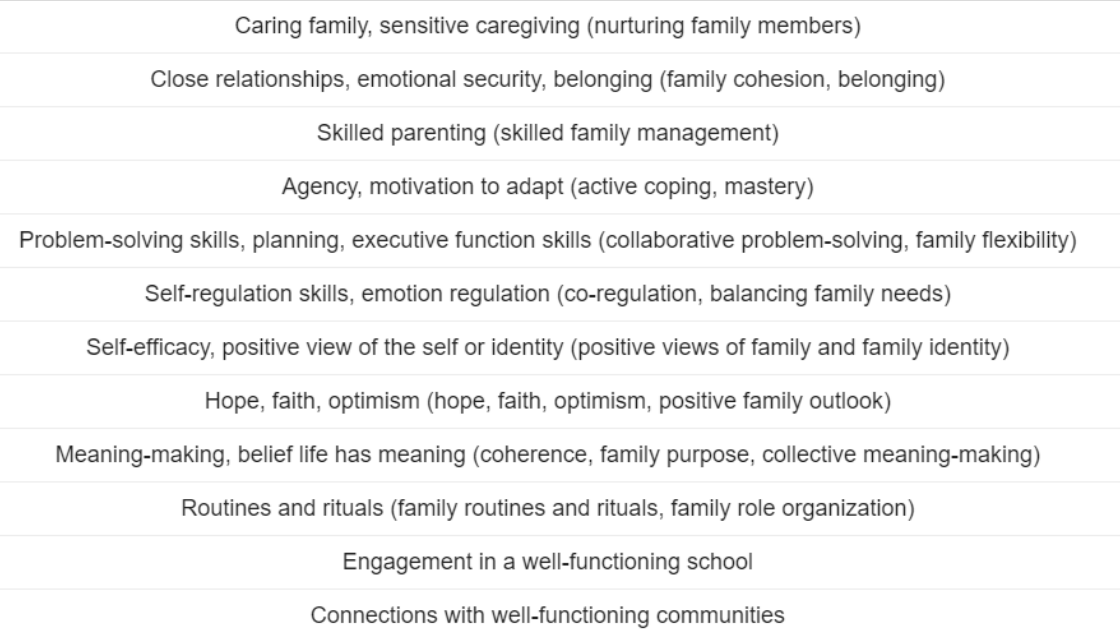 Caring family, sensitive caregiving (nurturing family members)
Close relationships, emotional security, belonging (family cohesion, belonging)
Skilled parenting (skilled family management)
Agency, motivation to adapt (active coping, mastery)
Problem-solving skills, planning, executive function skills (collaborative problem-solving, family flexibility)
Self-regulation skills, emotion regulation (co-regulation, balancing family needs)
Self-efficacy, positive view of the self or identity (positive views of family and family identity)
Hope, faith, optimism (hope, faith, optimism, positive family outlook)
Meaning-making, belief life has meaning (coherence, family purpose, collective meaning-making)
Routines and rituals (family routines and rituals, family role organization)
Engagement in a well-functioning school
Connections with well-functioning communities